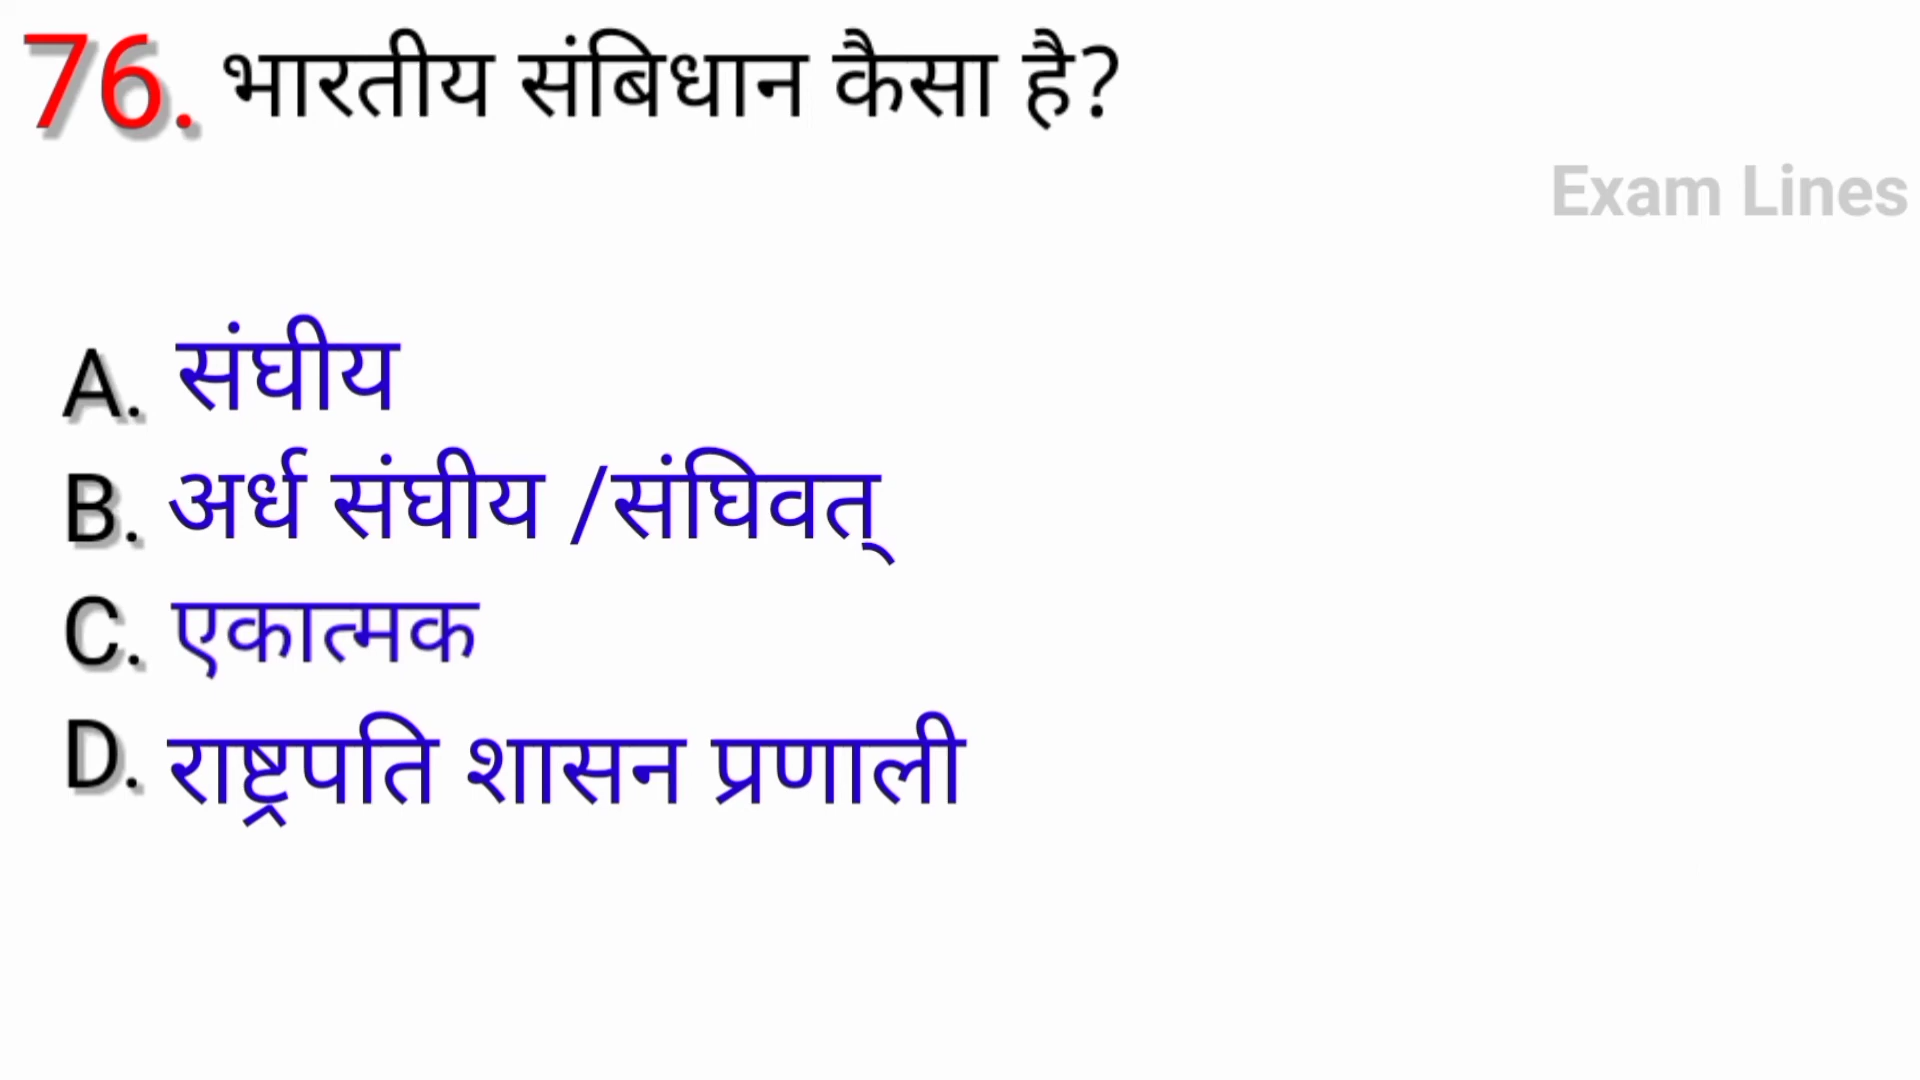 76. भारतीय संबिधान कैसा है?
Exam Lines
A. संघीय
B. अर्ध संघीय /संघिवत्
C. एकात्मक
D. राष्ट्रपति शासन प्रणाली